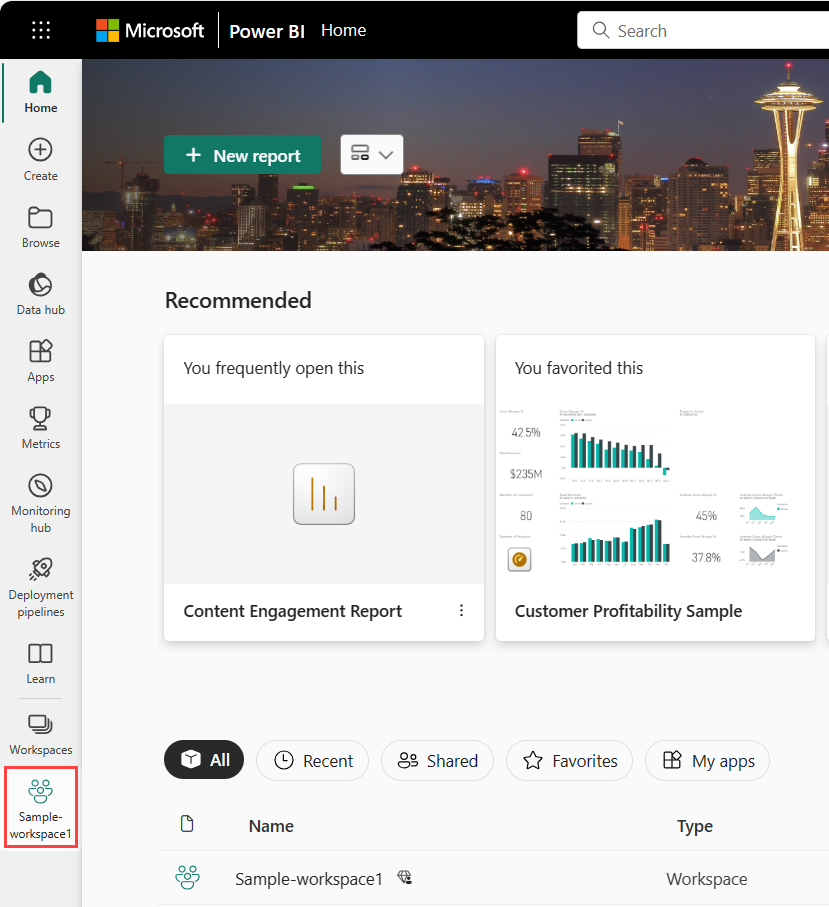 Microsoft Power BI Home
Search
Home
Create
Browse
Data hub
Apps
Metrics
Monitoring
hub
Deployment
pipelines
Learn
Workspaces
Sample-
workspace1
+ New report
Recommended
You frequently open this
Content Engagement Report
You favorited this
42.5%
$235M
80
45%
37.8%
Customer Profitability Sample
All Recent Shared Favorites My apps
Name Type
Sample-workspace1 Workspace